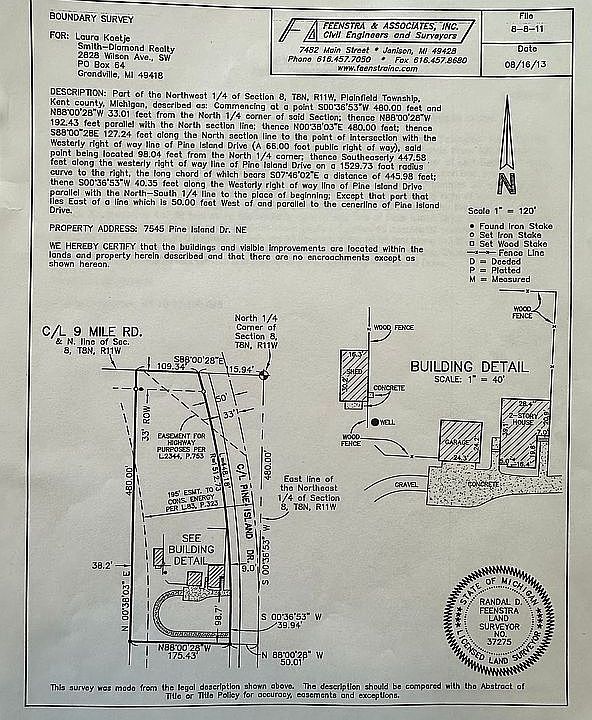 BOUNDARY SURVEY
FOR: Laura Koetje
Smith-Diamond Realty
2828 Wilson Ave., SW
PO Box 64
Grandville, MI 49418
FEENSTRA & ASSOCIATES, INC.
Civil Engineers and Surveyors
7482 Main Street * Jenison, MI 49428
Phone 616.457.7050 * Fax 616.457.8680
www.feenstrainc.com
File
8-8-11
Date
08/16/13
DESCRIPTION: Part of the Northwest 1/4 of Section 8, T8N, R11W, Plainfield Township,
Kent county, Michigan, described as: Commencing at a point S00°36'53"W 480.00 feet and
N88°00'28"W 33.01 feet from the North 1/4 corner of said Section; thence N88°00'28"W
192.43 feet parallel with the North section line; thence N00°38'03"E 480.00 feet; thence
S88°00'28E 127.24 feet along the North section line to the point of intersection with the
Westerly right of way line of Pine Island Drive (A 66.00 foot public right of way), said
point being located 98.04 feet from the North 1/4 corner; thence Southeasterly 447.58
feet along the westerly right of way line of Pine Island Drive on a 1529.73 foot radius
curve to the right, the long chord of which bears S07°46'02"E a distance of 445.98 feet;
thene S00°36'53"W 40.35 feet along the Westerly right of way line of Pine Island Drive
parallel with the North-South 1/4 line to the place of beginning; Except that part that
lies East of a line which is 50.00 feet West of and parallel to the cenerline of Pine Island
Drive.
PROPERTY ADDRESS: 7545 Pine Island Dr. NE
WE HEREBY CERTIFY that the buildings and visible improvements are located within the
lands and property herein described and that there are no encroachments except as
shown hereon.
N
Scale 1" = 120'
Found Iron Stake
Set Iron Stake
Set Wood Stake
Fence Line
D = Deeded
P = Platted
M = Measured
C/L 9 MILE RD.
& N. line of Sec.
8, T8N, R11W
North 1/4
Corner of
Section 8,
T8N, R11W
S88°00'28"E
109.34'
15.94'
50'
33'
33' ROW
EASEMENT FOR
HIGHWAY
PURPOSES PER
L.2344, P.753
480.00'
480.00'
C/L PINE ISLAND DR.
East line of
the Northeast
1/4 of Section
8, T8N, R11W
195' ESMT. TO
CONS. ENERGY
PER L.83, P.323
SEE
BUILDING
DETAIL
38.2'
9.0'
N 00°38'03" E
S 00°36'53" W
98.7'
S 00°36'53" W
39.94'
N88°00'28"W
175.43'
N 88°00'28" W
50.01'
WOOD
FENCE
WOOD FENCE
BUILDING DETAIL
SCALE: 1" = 40'
16.3'
SHED
CONCRETE
WELL
WOOD
FENCE
28.4'
2-STORY
HOUSE
7.0'
GARAGE
24.3'
GRAVEL
CONCRETE
STATE OF MICHIGAN
RANDAL D.
FEENSTRA
LAND
SURVEYOR
NO.
37275
LICENSED LAND SURVEYOR
This survey was made from the legal description shown above. The description should be compared with the Abstract of
Title or Title Policy for accuracy, easements and exceptions.